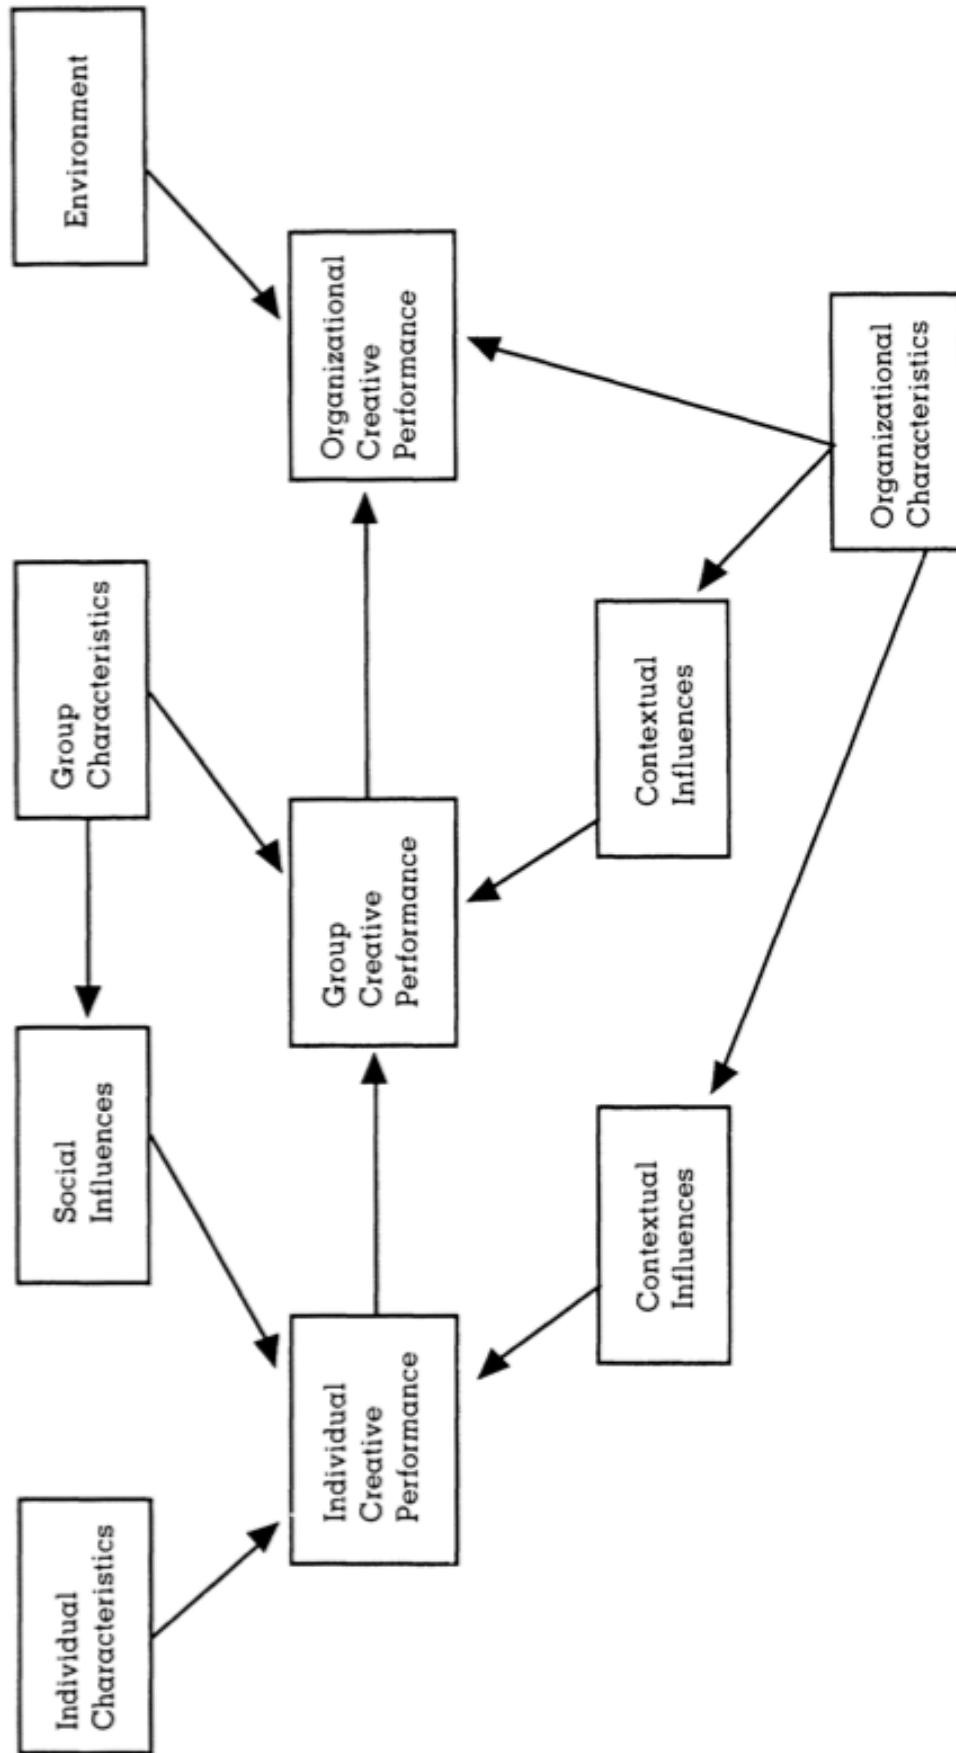 Individual
Characteristics
Social
Influences
Group
Characteristics
Environment
Individual
Creative
Performance
Group
Creative
Performance
Organizational
Creative
Performance
Contextual
Influences
Contextual
Influences
Organizational
Characteristics